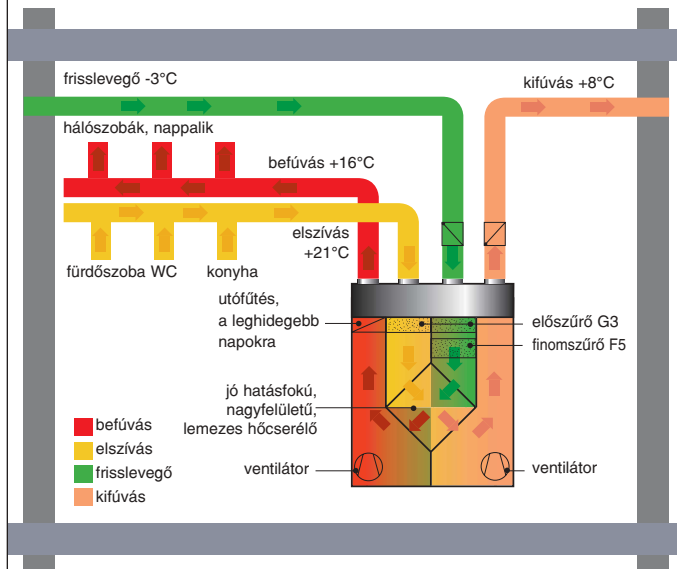 frisslevegő -3°C
kifúvás +8°C
hálószobák, nappalik
befúvás +16°C
elszívás
+21°C
fürdőszoba WC
konyha
utófűtés,
a leghidegebb
napokra
előszűrő G3
finomszűrő F5
jó hatásfokú,
nagyfelületű,
lemezes hőcserélő
befúvás
elszívás
frisslevegő
kifúvás
ventilátor
ventilátor